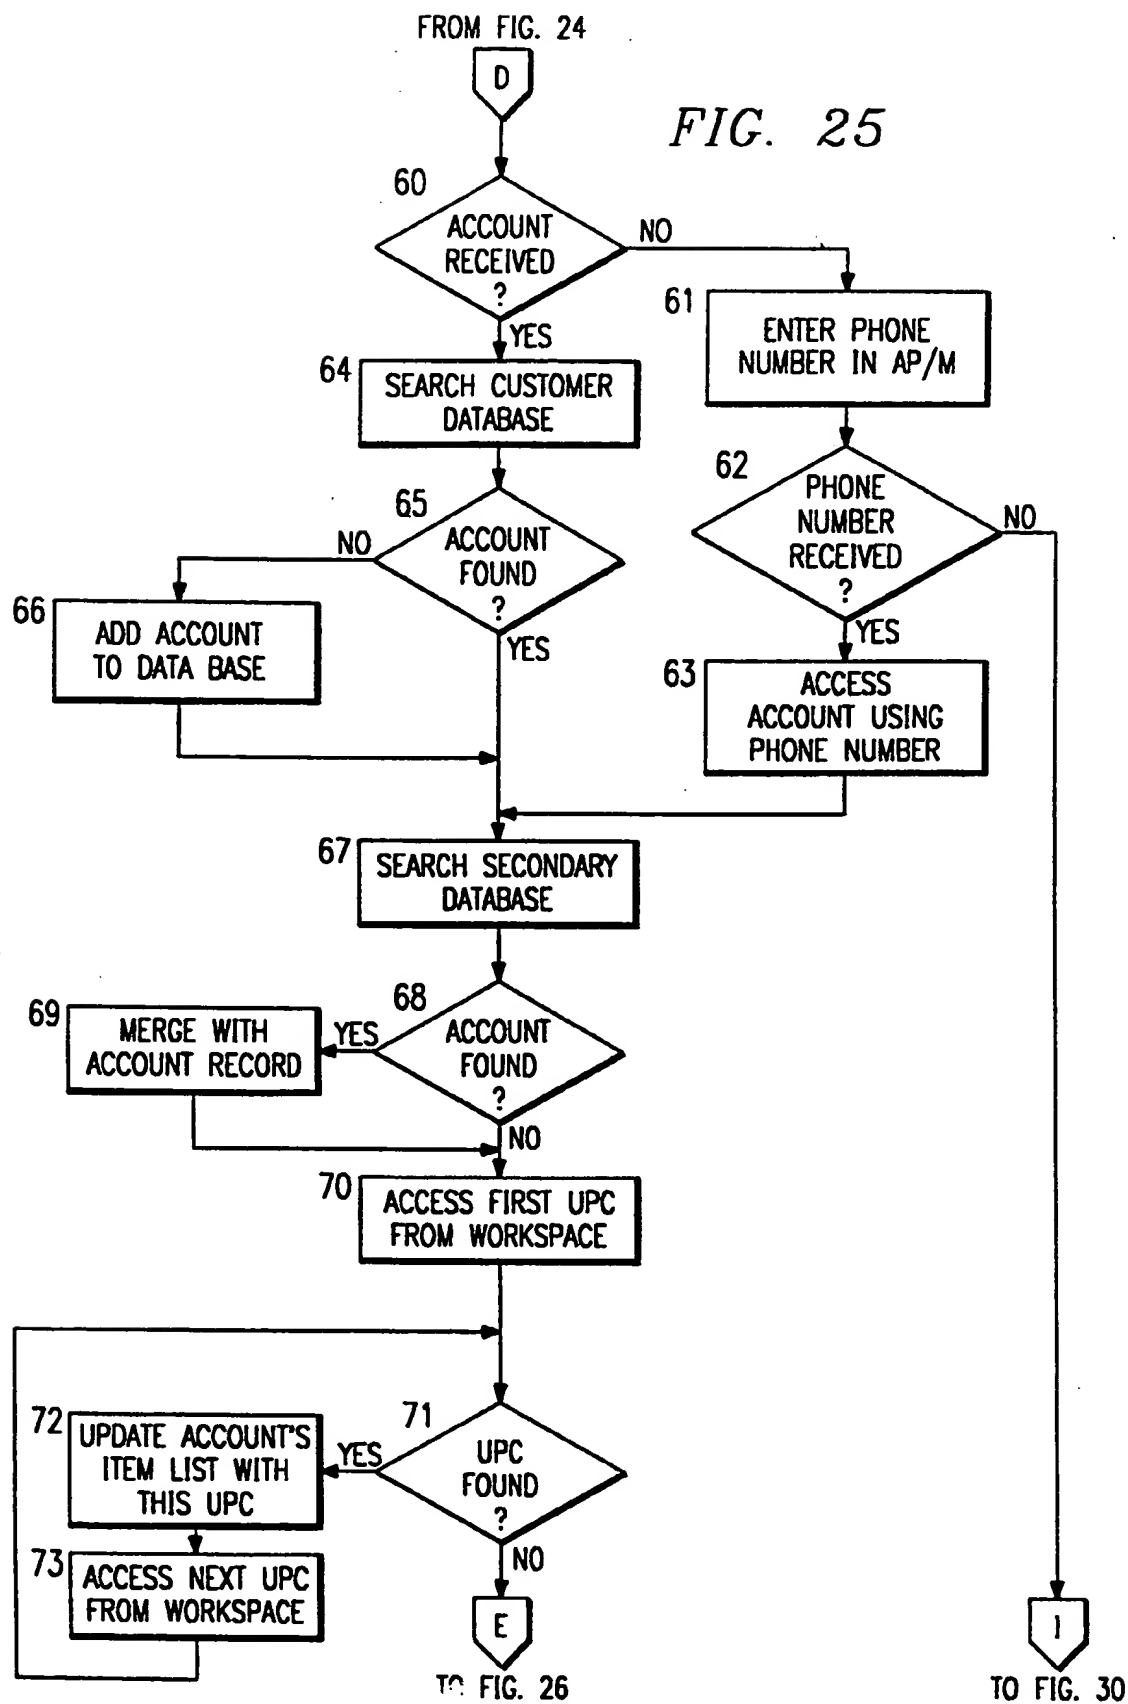 FROM FIG. 24
D
FIG. 25
60
ACCOUNT
RECEIVED
?
NO
YES
61
ENTER PHONE
NUMBER IN AP/M
64
SEARCH CUSTOMER
DATABASE
62
PHONE
NUMBER
RECEIVED
?
NO
YES
65
ACCOUNT
FOUND
?
NO
YES
66
ADD ACCOUNT
TO DATA BASE
63
ACCESS
ACCOUNT USING
PHONE NUMBER
67
SEARCH SECONDARY
DATABASE
68
ACCOUNT
FOUND
?
YES
NO
69
MERGE WITH
ACCOUNT RECORD
70
ACCESS FIRST UPC
FROM WORKSPACE
71
UPC
FOUND
?
YES
NO
72
UPDATE ACCOUNT'S
ITEM LIST WITH
THIS UPC
73
ACCESS NEXT UPC
FROM WORKSPACE
E
TO FIG. 26
I
TO FIG. 30